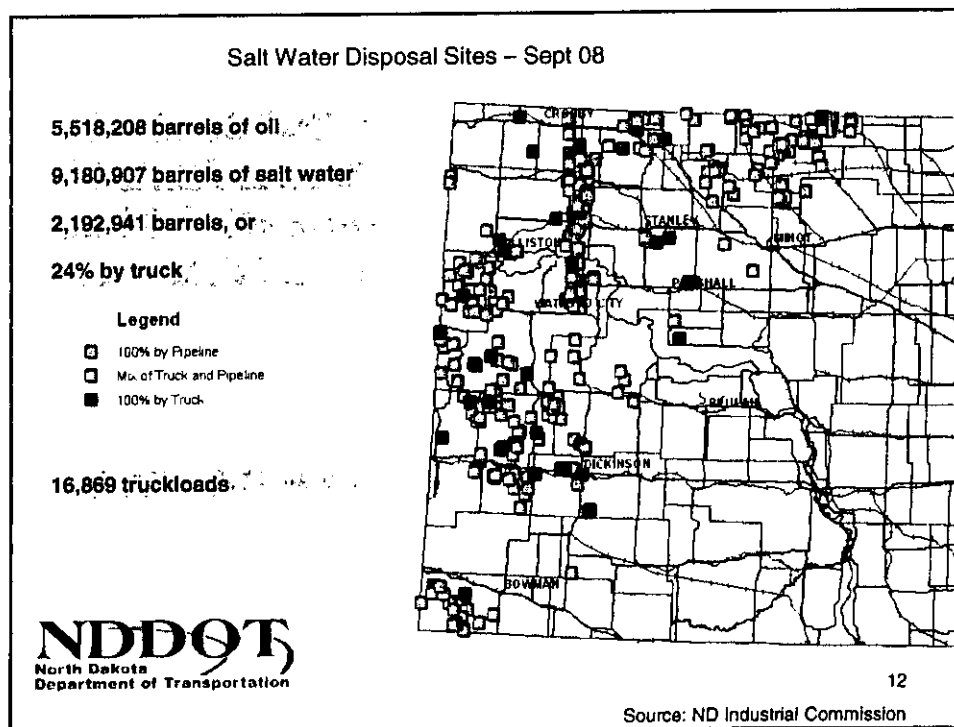 Salt Water Disposal Sites – Sept 08
5,518,208 barrels of oil
9,180,907 barrels of salt water
2,192,941 barrels, or
24% by truck
Legend
100% by Pipeline
Mix of Truck and Pipeline
100% by Truck
16,869 truckloads
CROSBY
STANLEY
MINOT
WATFORD CITY
DICKINSON
BOWMAN
NDDOT
North Dakota
Department of Transportation
12
Source: ND Industrial Commission